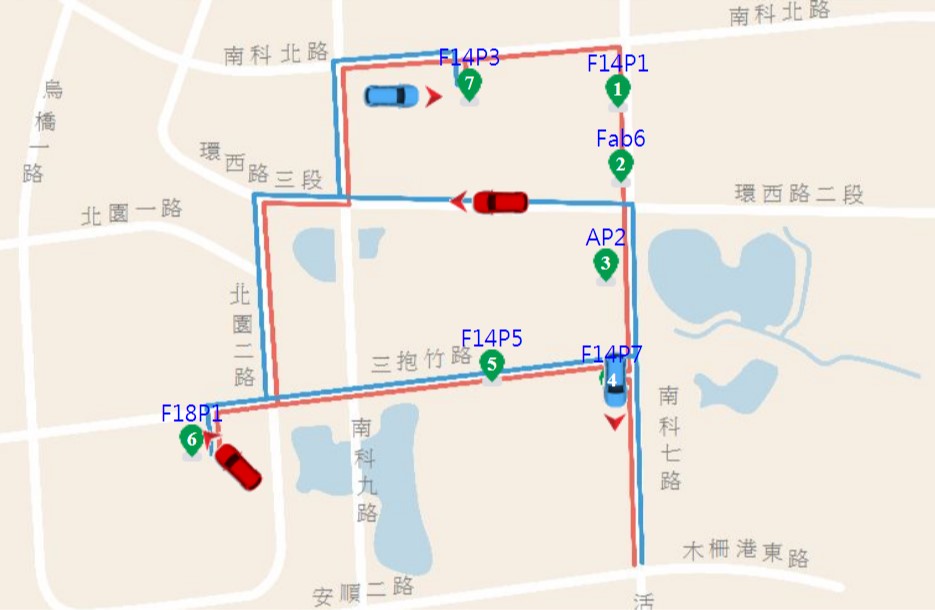 南科北路
南科北路
F14P3
7
F14P1
1
烏橋一路
Fab6
2
環西路三段
環西路二段
北園一路
AP2
3
北園二路
F14P5
5
三抱竹路
F14P7
4
F18P1
6
南科九路
南科七路
木柵港東路
安順二路
活